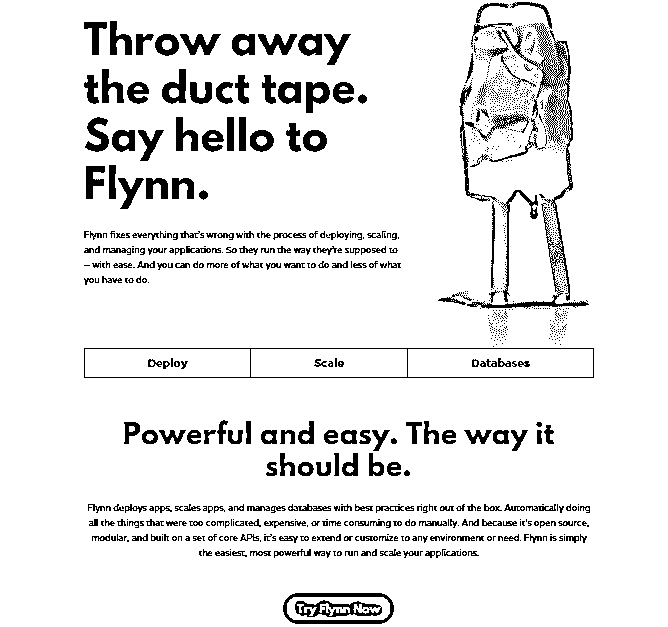 Throw away
the duct tape.
Say hello to
Flynn.
Flynn fixes everything that's wrong with the process of deploying, scaling,
and managing your applications. So they run the way they're supposed to
– with ease. And you can do more of what you want to do and less of what
you have to do.
Deploy
Scale
Databases
Powerful and easy. The way it
should be.
Flynn deploys apps, scales apps, and manages databases with best practices right out of the box. Automatically doing
all the things that were too complicated, expensive, or time consuming to do manually. And because it's open source,
modular, and built on a set of core APIs, it's easy to extend or customize to any environment or need. Flynn is simply
the easiest, most powerful way to run and scale your applications.
Try Flynn Now